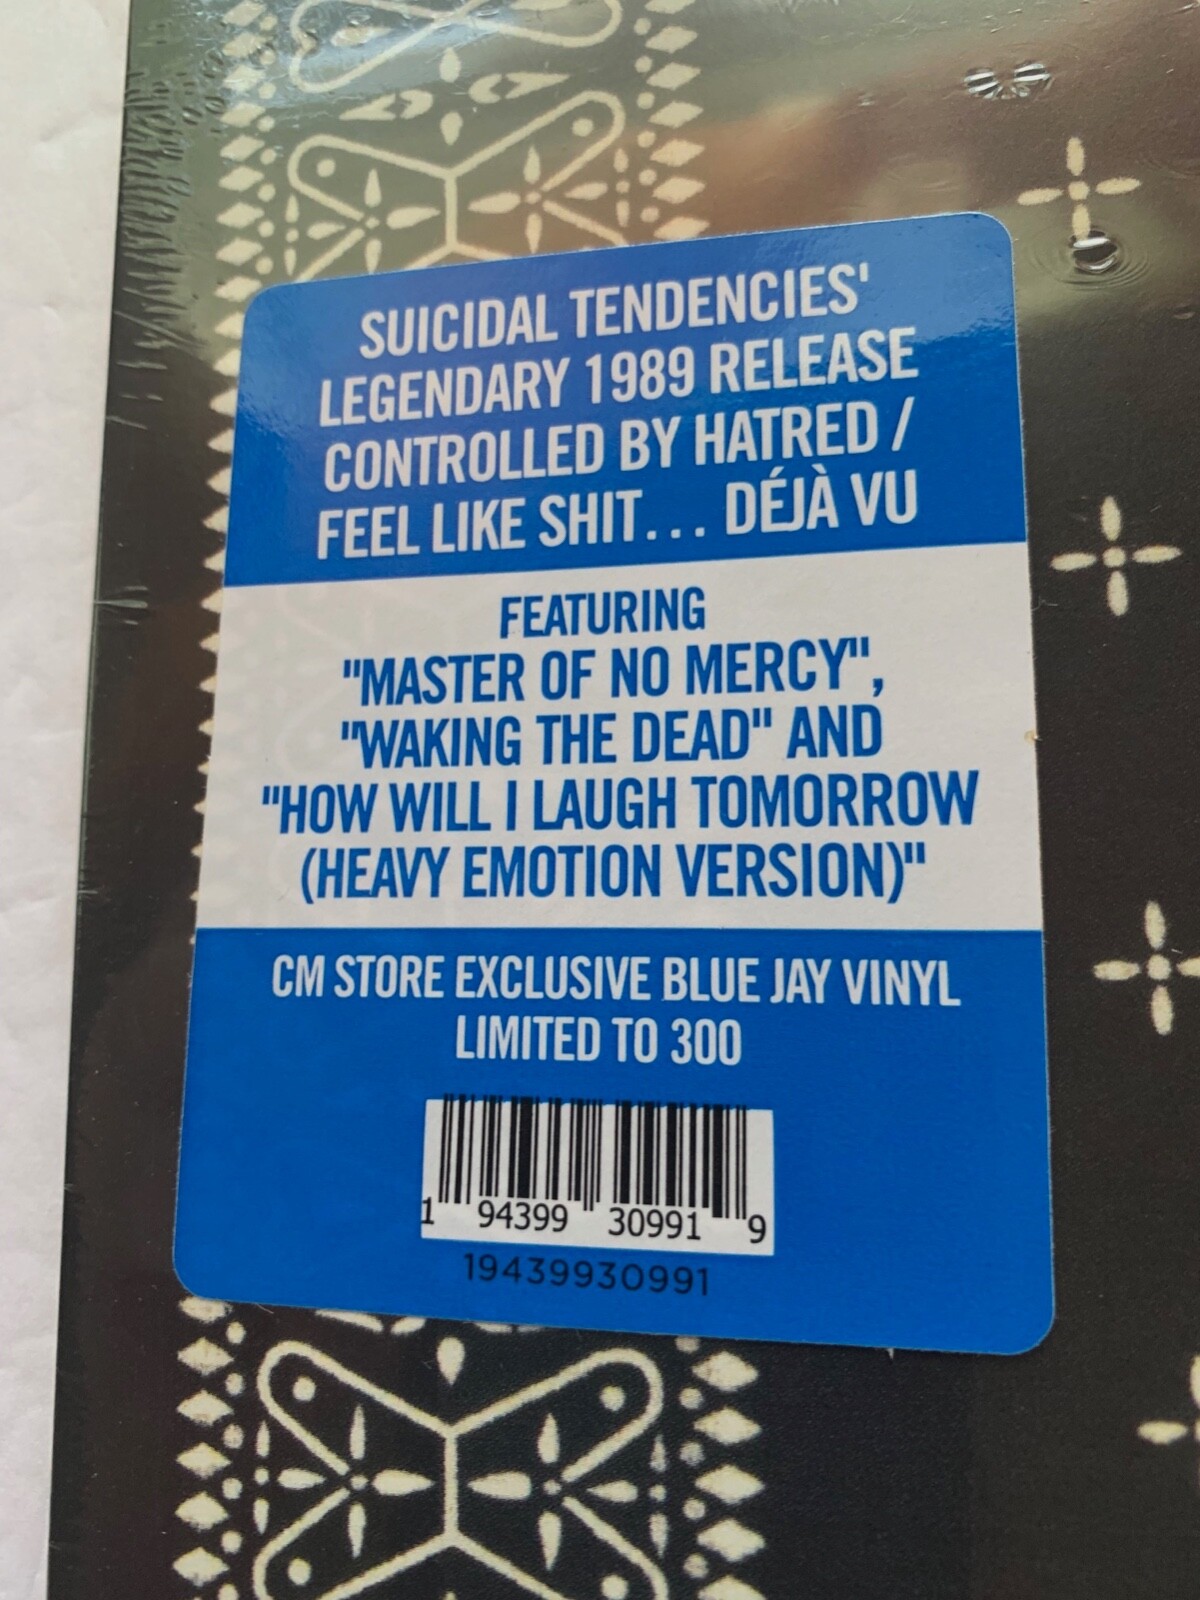 SUICIDAL TENDENCIES'
LEGENDARY 1989 RELEASE
CONTROLLED BY HATRED /
FEEL LIKE SHIT... DÉJÀ VU
FEATURING
"MASTER OF NO MERCY",
"WAKING THE DEAD" AND
"HOW WILL I LAUGH TOMORROW
(HEAVY EMOTION VERSION)"
CM STORE EXCLUSIVE BLUE JAY VINYL
LIMITED TO 300
1 94399 30991 9
19439930991